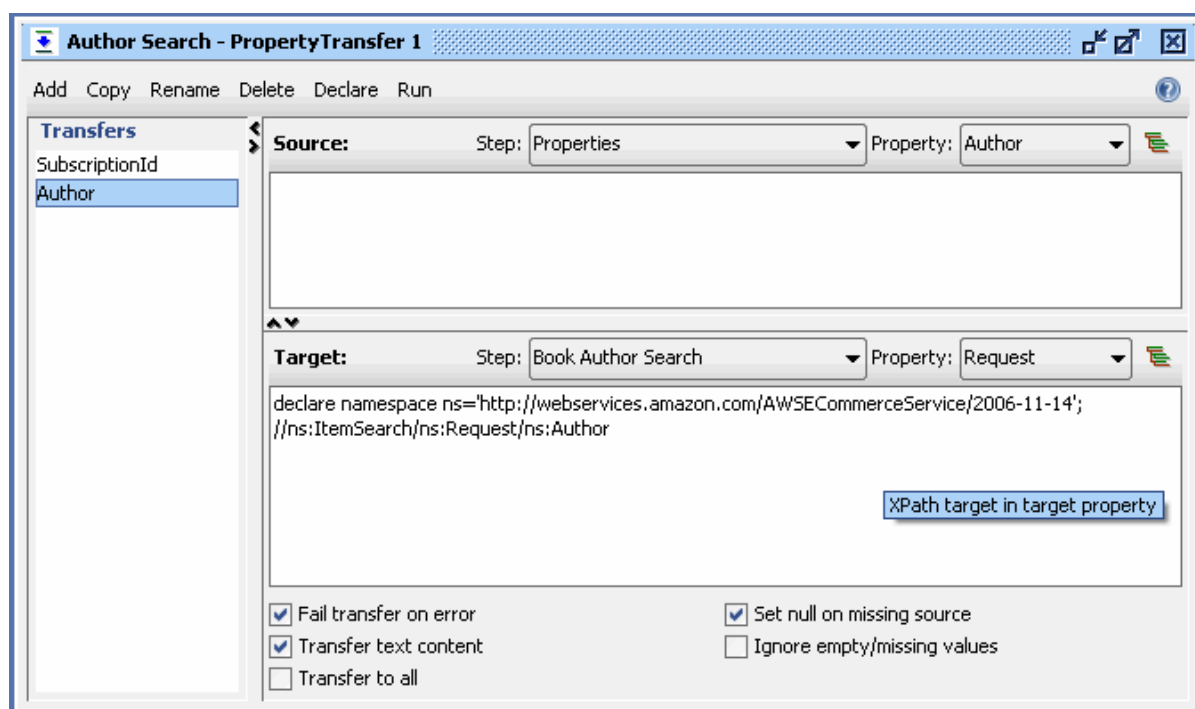 Author Search - PropertyTransfer 1
Add Copy Rename Delete Declare Run
Transfers
SubscriptionId
Author
Source: Step: Properties Property: Author
Target: Step: Book Author Search Property: Request
declare namespace ns='http://webservices.amazon.com/AWSECommerceService/2006-11-14';
//ns:ItemSearch/ns:Request/ns:Author
XPath target in target property
Fail transfer on error Set null on missing source
Transfer text content Ignore empty/missing values
Transfer to all